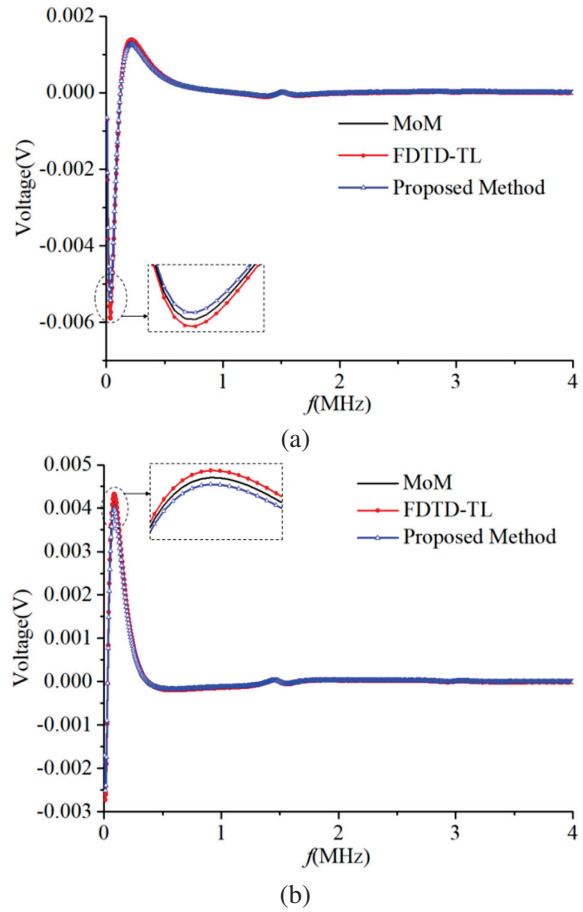 0.002
0.000
-0.002
-0.004
-0.006
Voltage(V)
MoM
FDTD-TL
Proposed Method
0 1 2 3 4
f(MHz)
(a)
0.005
0.004
0.003
0.002
0.001
0.000
-0.001
-0.002
-0.003
Voltage(V)
MoM
FDTD-TL
Proposed Method
0 1 2 3 4
f(MHz)
(b)